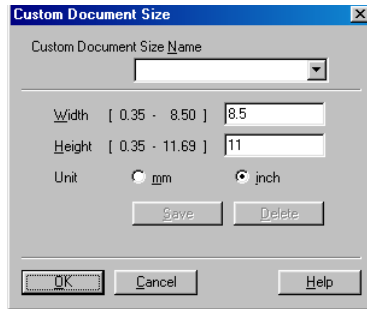 Custom Document Size
Custom Document Size Name
Width [ 0.35 - 8.50 ] 8.5
Height [ 0.35 - 11.69 ] 11
Unit mm inch
Save Delete
OK Cancel Help